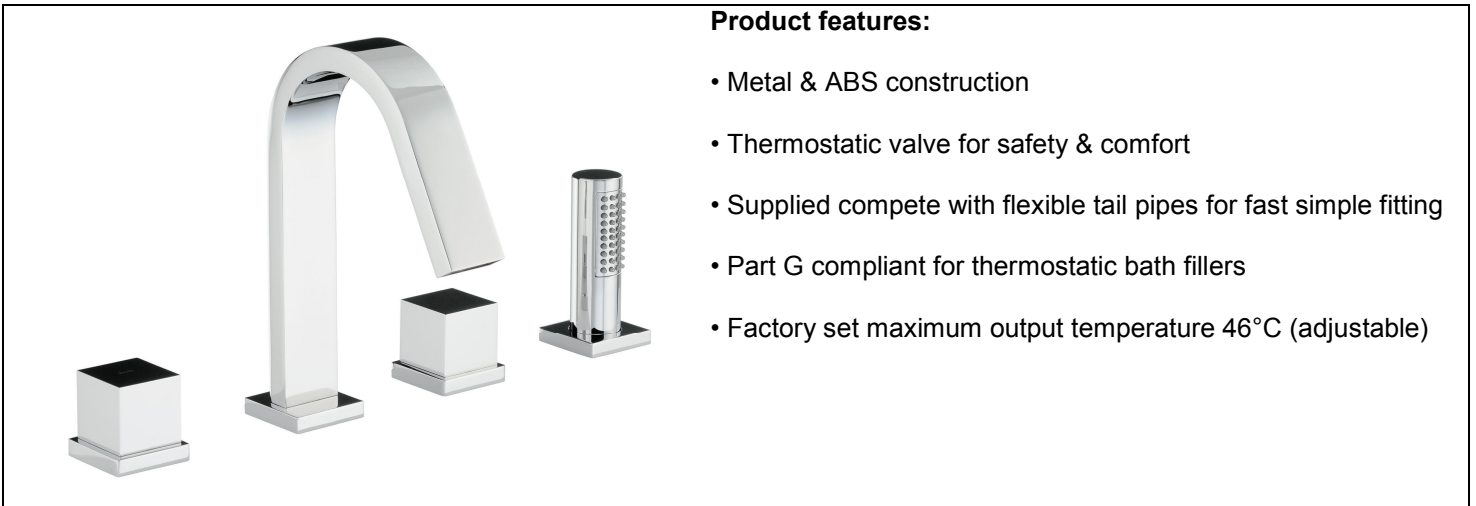 Product features:
• Metal & ABS construction
• Thermostatic valve for safety & comfort
• Supplied compete with flexible tail pipes for fast simple fitting
• Part G compliant for thermostatic bath fillers
• Factory set maximum output temperature 46°C (adjustable)